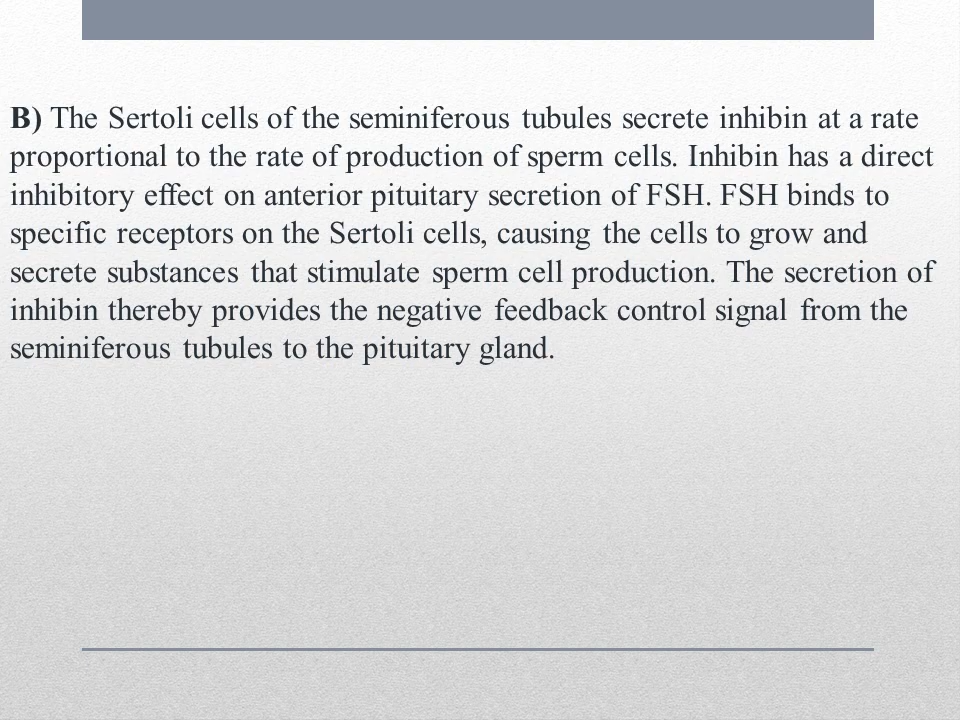 B) The Sertoli cells of the seminiferous tubules secrete inhibin at a rate
proportional to the rate of production of sperm cells. Inhibin has a direct
inhibitory effect on anterior pituitary secretion of FSH. FSH binds to
specific receptors on the Sertoli cells, causing the cells to grow and
secrete substances that stimulate sperm cell production. The secretion of
inhibin thereby provides the negative feedback control signal from the
seminiferous tubules to the pituitary gland.